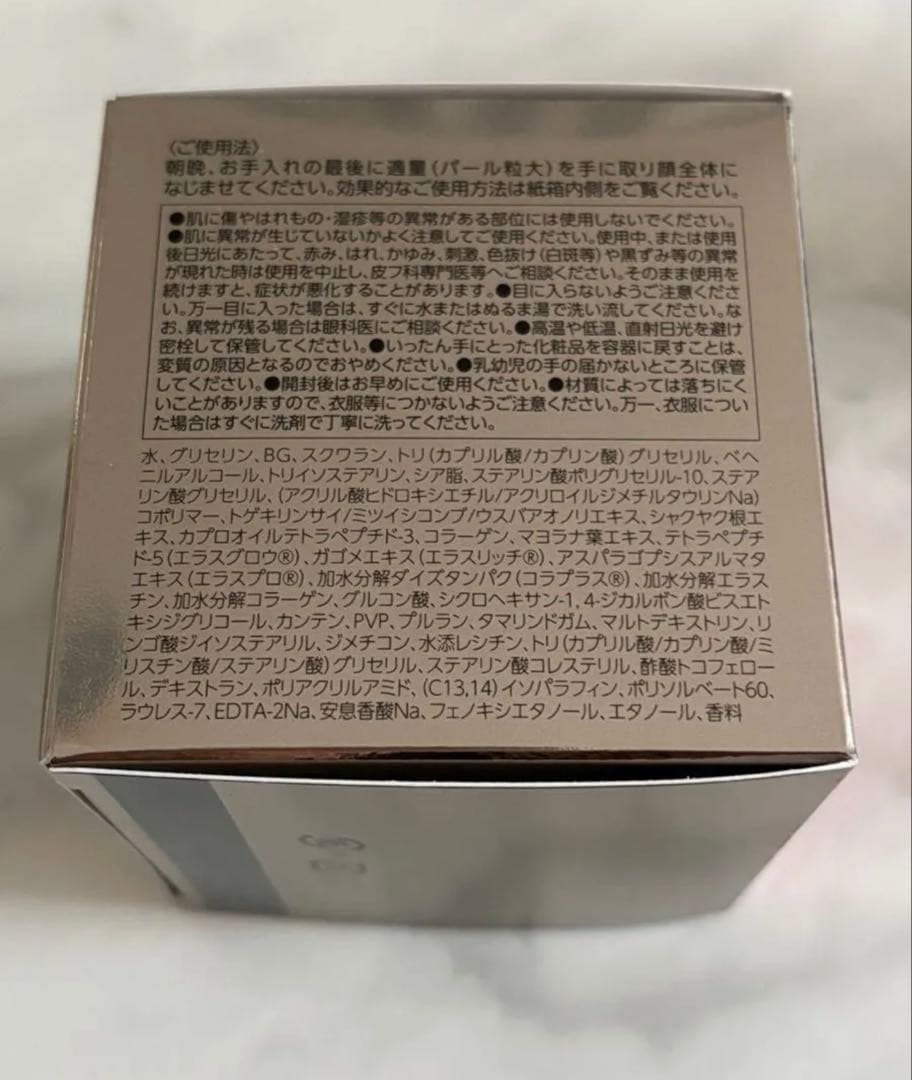 〈ご使用法〉
朝晩、お手入れの最後に適量(パール粒大)を手に取り顔全体に
なじませてください。効果的なご使用方法は紙箱内側をご覧ください。
●肌に傷やはれもの・湿疹等の異常がある部位には使用しないでください。
●肌に異常が生じていないかよく注意してご使用ください。使用中、または使用
後日光にあたって、赤み、はれ、かゆみ、刺激、色抜け(白斑等)や黒ずみ等の異常
が現れた時は使用を中止し、皮フ科専門医等へご相談ください。そのまま使用を
続けますと、症状が悪化することがあります。●目に入らないようご注意くださ
い。万一目に入った場合は、すぐに水またはぬるま湯で洗い流してください。な
お、異常が残る場合は眼科医にご相談ください。●高温や低温、直射日光を避け
密栓して保管してください。●いったん手にとった化粧品を容器に戻すことは、
変質の原因となるのでおやめください。●乳幼児の手の届かないところに保管
してください。●開封後はお早めにご使用ください。●材質によっては落ちにく
いことがありますので、衣服等につかないようご注意ください。万一、衣服につい
た場合はすぐに洗剤で丁寧に洗ってください。
水、グリセリン、BG、スクワラン、トリ(カプリル酸/カプリン酸)グリセリル、ベヘ
ニルアルコール、トリイソステアリン、シア脂、ステアリン酸ポリグリセリル-10、ステア
リン酸グリセリル、(アクリル酸ヒドロキシエチル/アクリロイルジメチルタウリンNa)
コポリマー、トゲキリンサイ/ミツイシコンブ/ウスバアオノリエキス、シャクヤク根エ
キス、カプロオイルテトラペプチド-3、コラーゲン、マヨラナ葉エキス、テトラペプチ
ド-5(エラスグロウ®)、ガゴメエキス(エラスリッチ®)、アスパラゴプシスアルマタ
エキス(エラスプロ®)、加水分解ダイズタンパク(コラプラス®)、加水分解エラス
チン、加水分解コラーゲン、グルコン酸、シクロヘキサン-1, 4-ジカルボン酸ビスエト
キシジグリコール、カンテン、PVP、プルラン、タマリンドガム、マルトデキストリン、リ
ンゴ酸ジイソステアリル、ジメチコン、水添レシチン、トリ(カプリル酸/カプリン酸/ミ
リスチン酸/ステアリン酸)グリセリル、ステアリン酸コレステリル、酢酸トコフェロー
ル、デキストラン、ポリアクリルアミド、(C13,14)イソパラフィン、ポリソルベート60、
ラウレス-7、EDTA-2Na、安息香酸Na、フェノキシエタノール、エタノール、香料